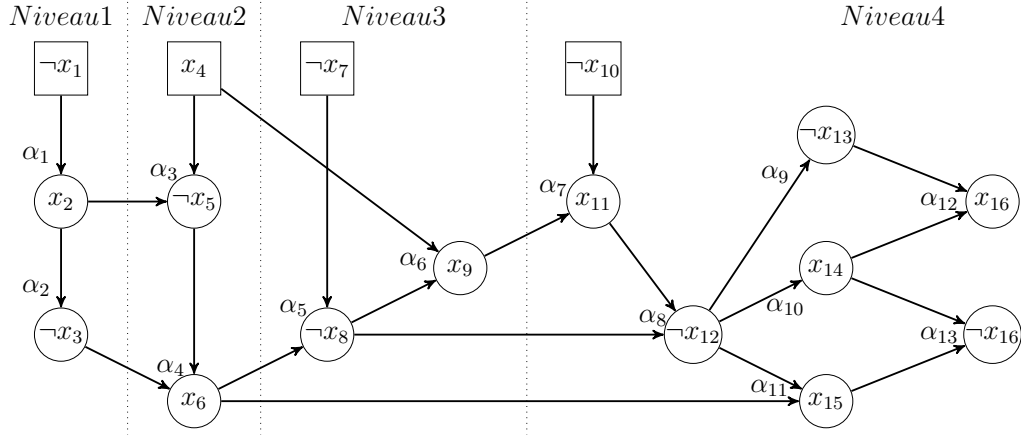 Niveau1 Niveau2 Niveau3 Niveau4
¬x₁ x₄ ¬x₇ ¬x₁₀
¬x₁₃
α₁ α₃ α₉
x₂ ¬x₅ α₇ x₁₁ α₁₂ x₁₆
α₆ x₉ x₁₄
α₂ α₅ α₁₀
¬x₃ ¬x₈ α₈ ¬x₁₂ α₁₃ ¬x₁₆
α₄ α₁₁
x₆ x₁₅